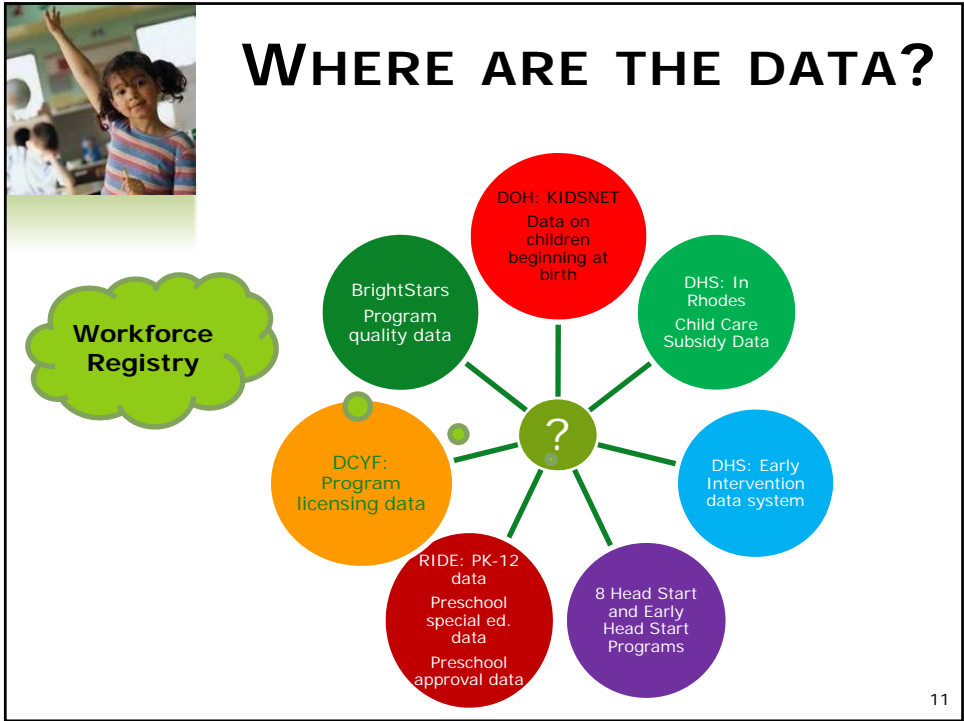 WHERE ARE THE DATA?
DOH: KIDSNET
Data on
children
beginning at
birth
DHS: In
Rhodes
Child Care
Subsidy Data
DHS: Early
Intervention
data system
8 Head Start
and Early
Head Start
Programs
RIDE: PK-12
data
Preschool
special ed.
data
Preschool
approval data
DCYF:
Program
licensing data
BrightStars
Program
quality data
?
Workforce
Registry
11